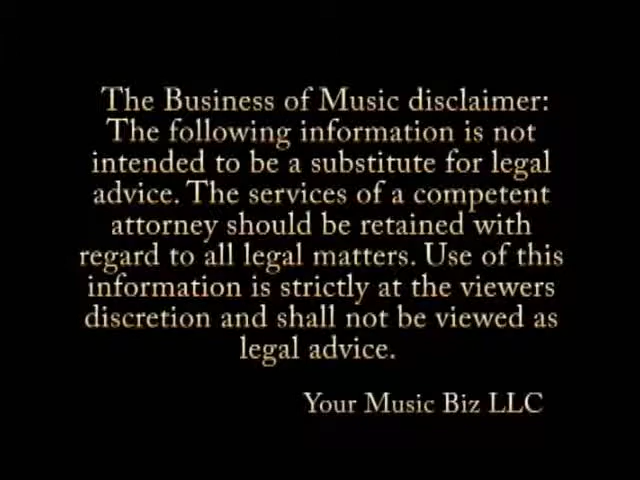 The Business of Music disclaimer:
The following information is not
intended to be a substitute for legal
advice. The services of a competent
attorney should be retained with
regard to all legal matters. Use of this
information is strictly at the viewers
discretion and shall not be viewed as
legal advice.
Your Music Biz LLC